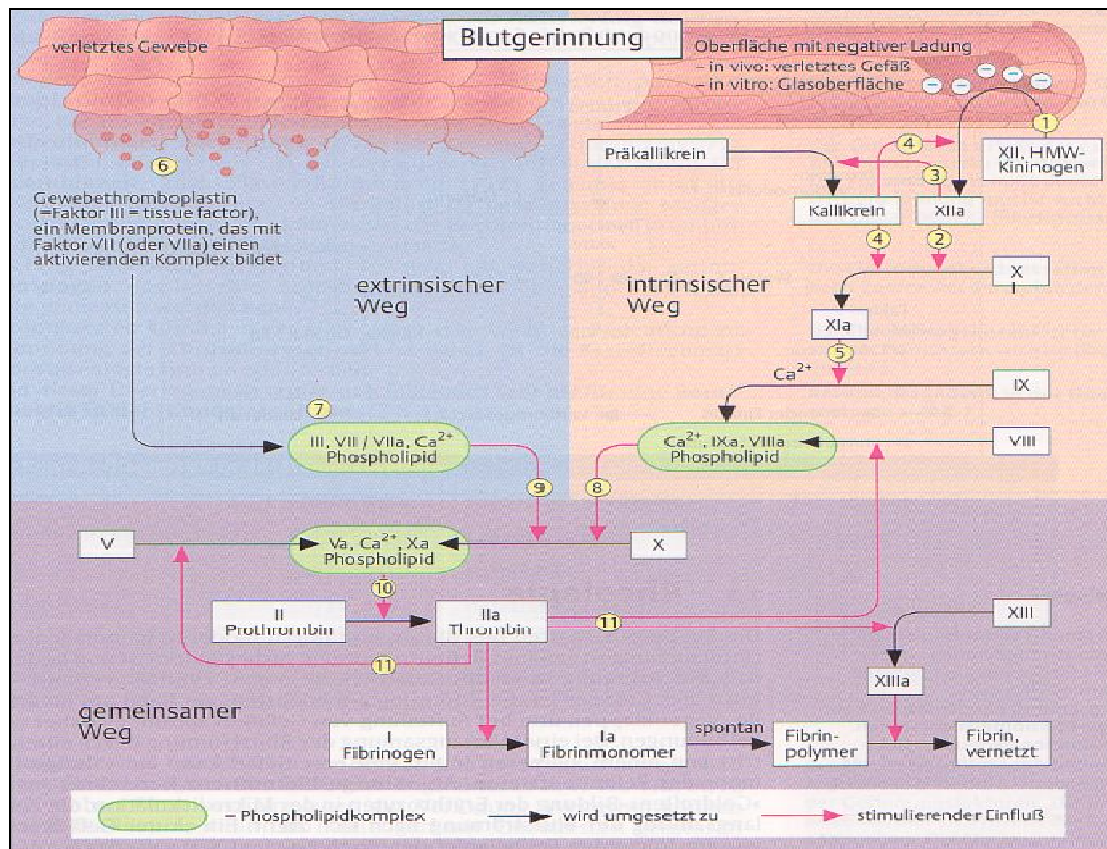 Blutgerinnung
verletztes Gewebe
Oberfläche mit negativer Ladung
– in vivo: verletztes Gefäß
– in vitro: Glasoberfläche
1
XII, HMW-
Kininogen
Präkallikrein
4
3
Kallikrein
XIIa
4
2
X
I
XIa
5
Ca2+
IX
6
Gewebethromboplastin
(=Faktor III = tissue factor),
ein Membranprotein, das mit
Faktor VII (oder VIIa) einen
aktivierenden Komplex bildet
extrinsischer
Weg
intrinsischer
Weg
7
III, VII / VIIa, Ca2+
Phospholipid
Ca2+, IXa, VIIIa
Phospholipid
VIII
9
8
V
Va, Ca2+, Xa
Phospholipid
X
10
II
Prothrombin
IIa
Thrombin
11
XIII
11
XIIIa
gemeinsamer
Weg
I
Fibrinogen
Ia
Fibrinmonomer
spontan
Fibrin-
polymer
Fibrin,
vernetzt
– Phospholipidkomplex
wird umgesetzt zu
stimulierender Einfluß